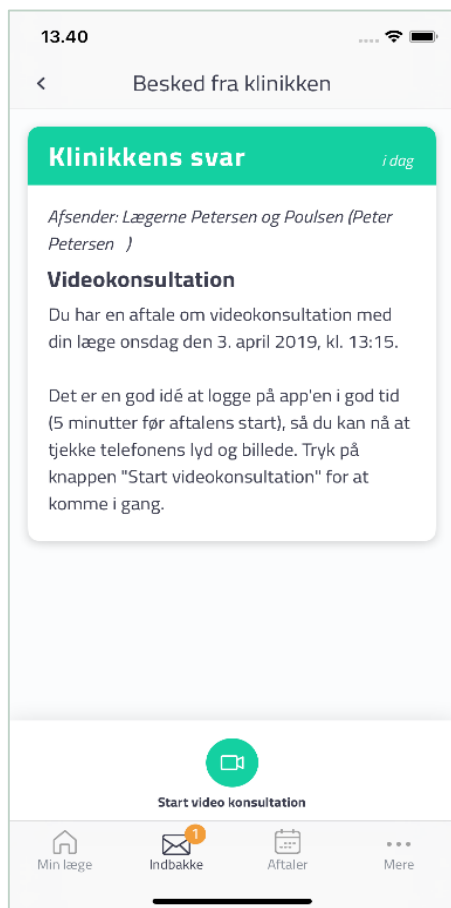 13.40
Besked fra klinikken
Klinikkens svar
i dag
Afsender: Lægerne Petersen og Poulsen (Peter
Petersen )
Videokonsultation
Du har en aftale om videokonsultation med
din læge onsdag den 3. april 2019, kl. 13:15.
Det er en god idé at logge på app'en i god tid
(5 minutter før aftalens start), så du kan nå at
tjekke telefonens lyd og billede. Tryk på
knappen "Start videokonsultation" for at
komme i gang.
Start video konsultation
1
Min læge
Indbakke
Aftaler
Mere